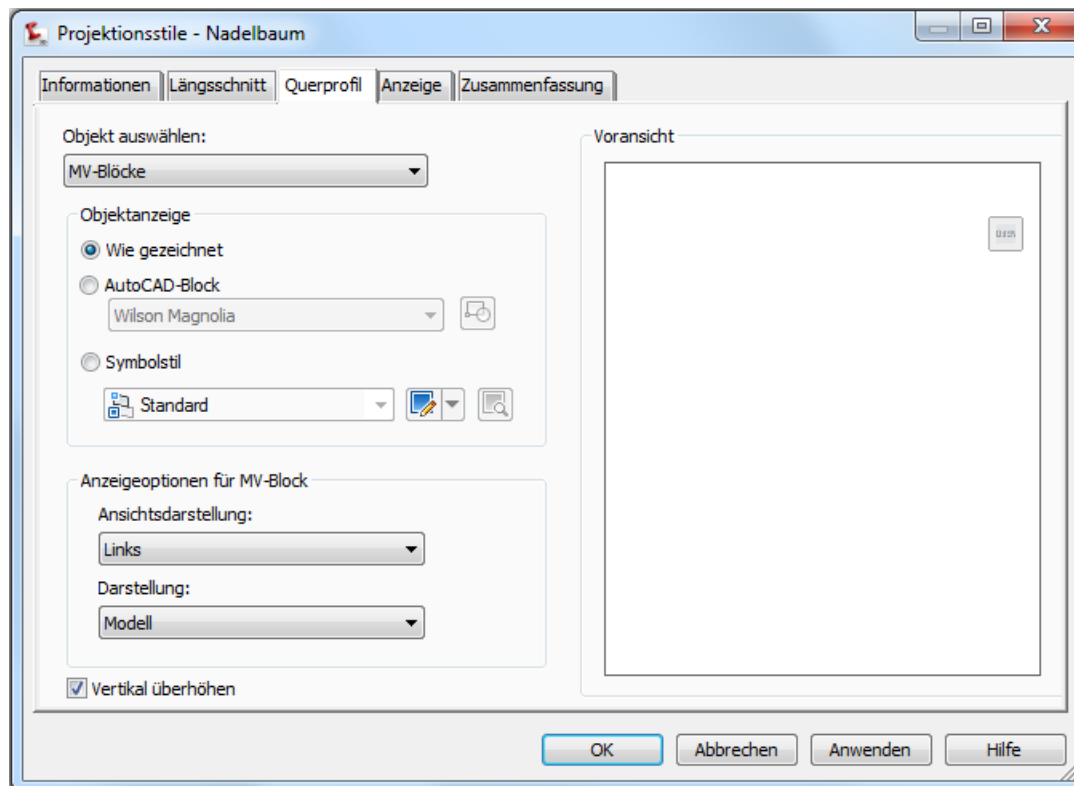 Projektionsstile - Nadelbaum
Informationen Längsschnitt Querprofil Anzeige Zusammenfassung
Objekt auswählen:
MV-Blöcke
Objektanzeige
Wie gezeichnet
AutoCAD-Block
Wilson Magnolia
Symbolstil
Standard
Anzeigeoptionen für MV-Block
Ansichtsdarstellung:
Links
Darstellung:
Modell
Vertikal überhöhen
Voransicht
OK Abbrechen Anwenden Hilfe